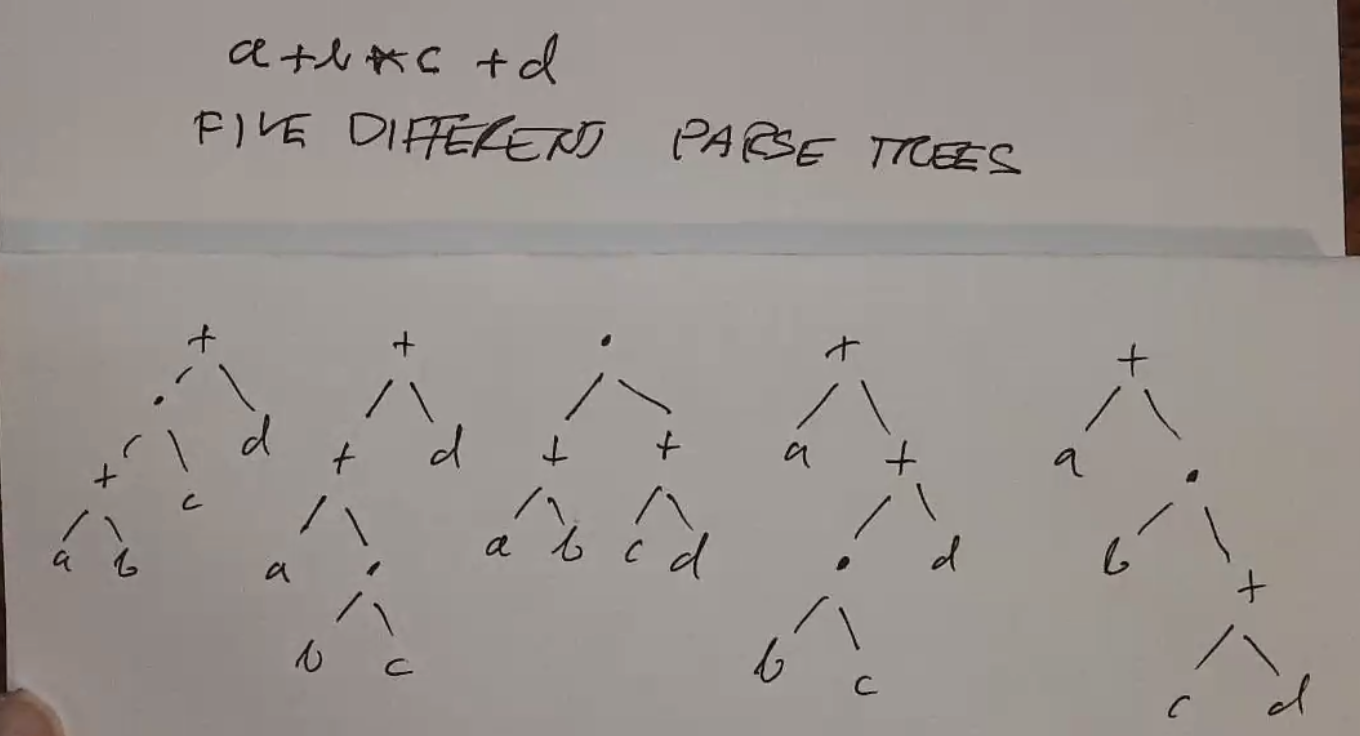 a+b*c+d
FIVE DIFFERENT PARSE TREES
+ + · + +
· d + d + + a + a ·
+ c a · a b c d · d b +
a b b c b c c d